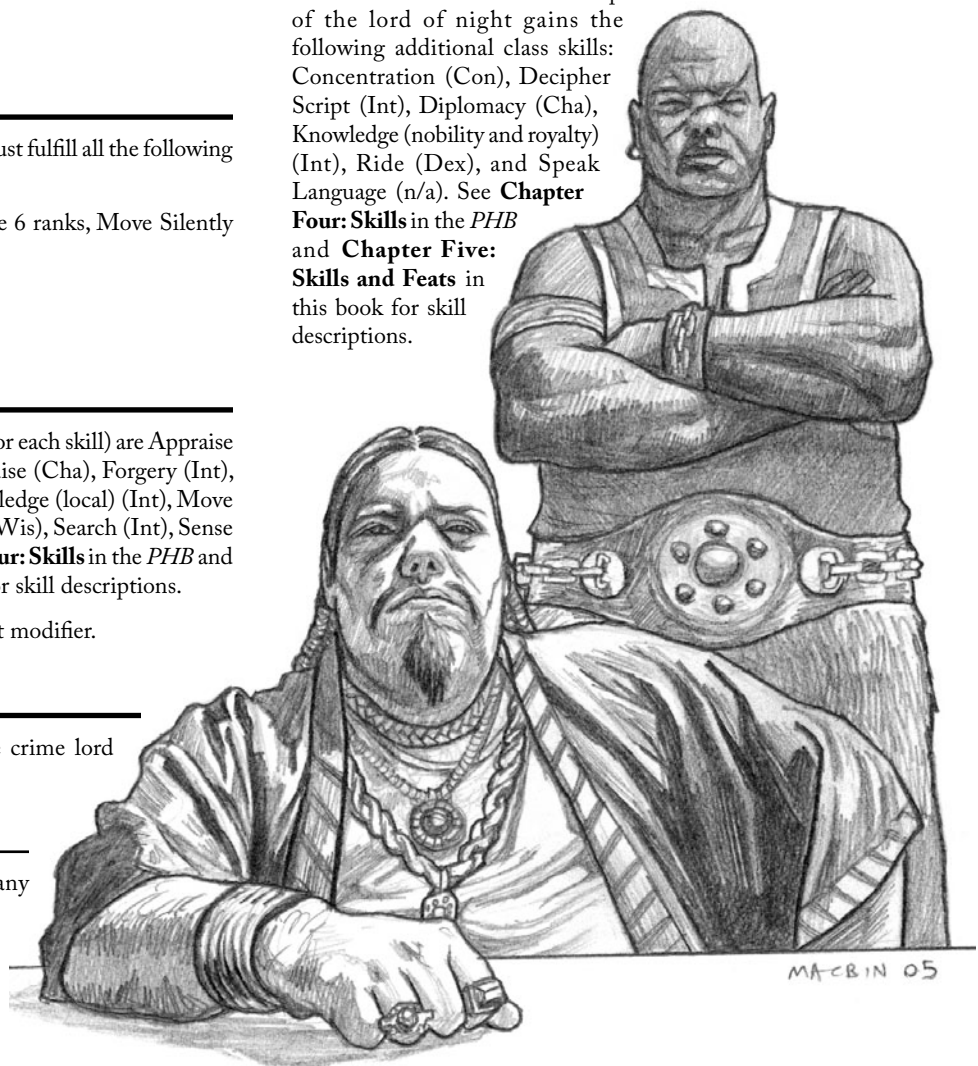 ust fulfill all the following
6 ranks, Move Silently
or each skill) are Appraise
ise (Cha), Forgery (Int),
ledge (local) (Int), Move
Wis), Search (Int), Sense
ur: Skills in the PHB and
r skill descriptions.
t modifier.
crime lord
any
of the lord of night gains the
following additional class skills:
Concentration (Con), Decipher
Script (Int), Diplomacy (Cha),
Knowledge (nobility and royalty)
(Int), Ride (Dex), and Speak
Language (n/a). See Chapter
Four: Skills in the PHB
and Chapter Five:
Skills and Feats in
this book for skill
descriptions.
MACBIN 05